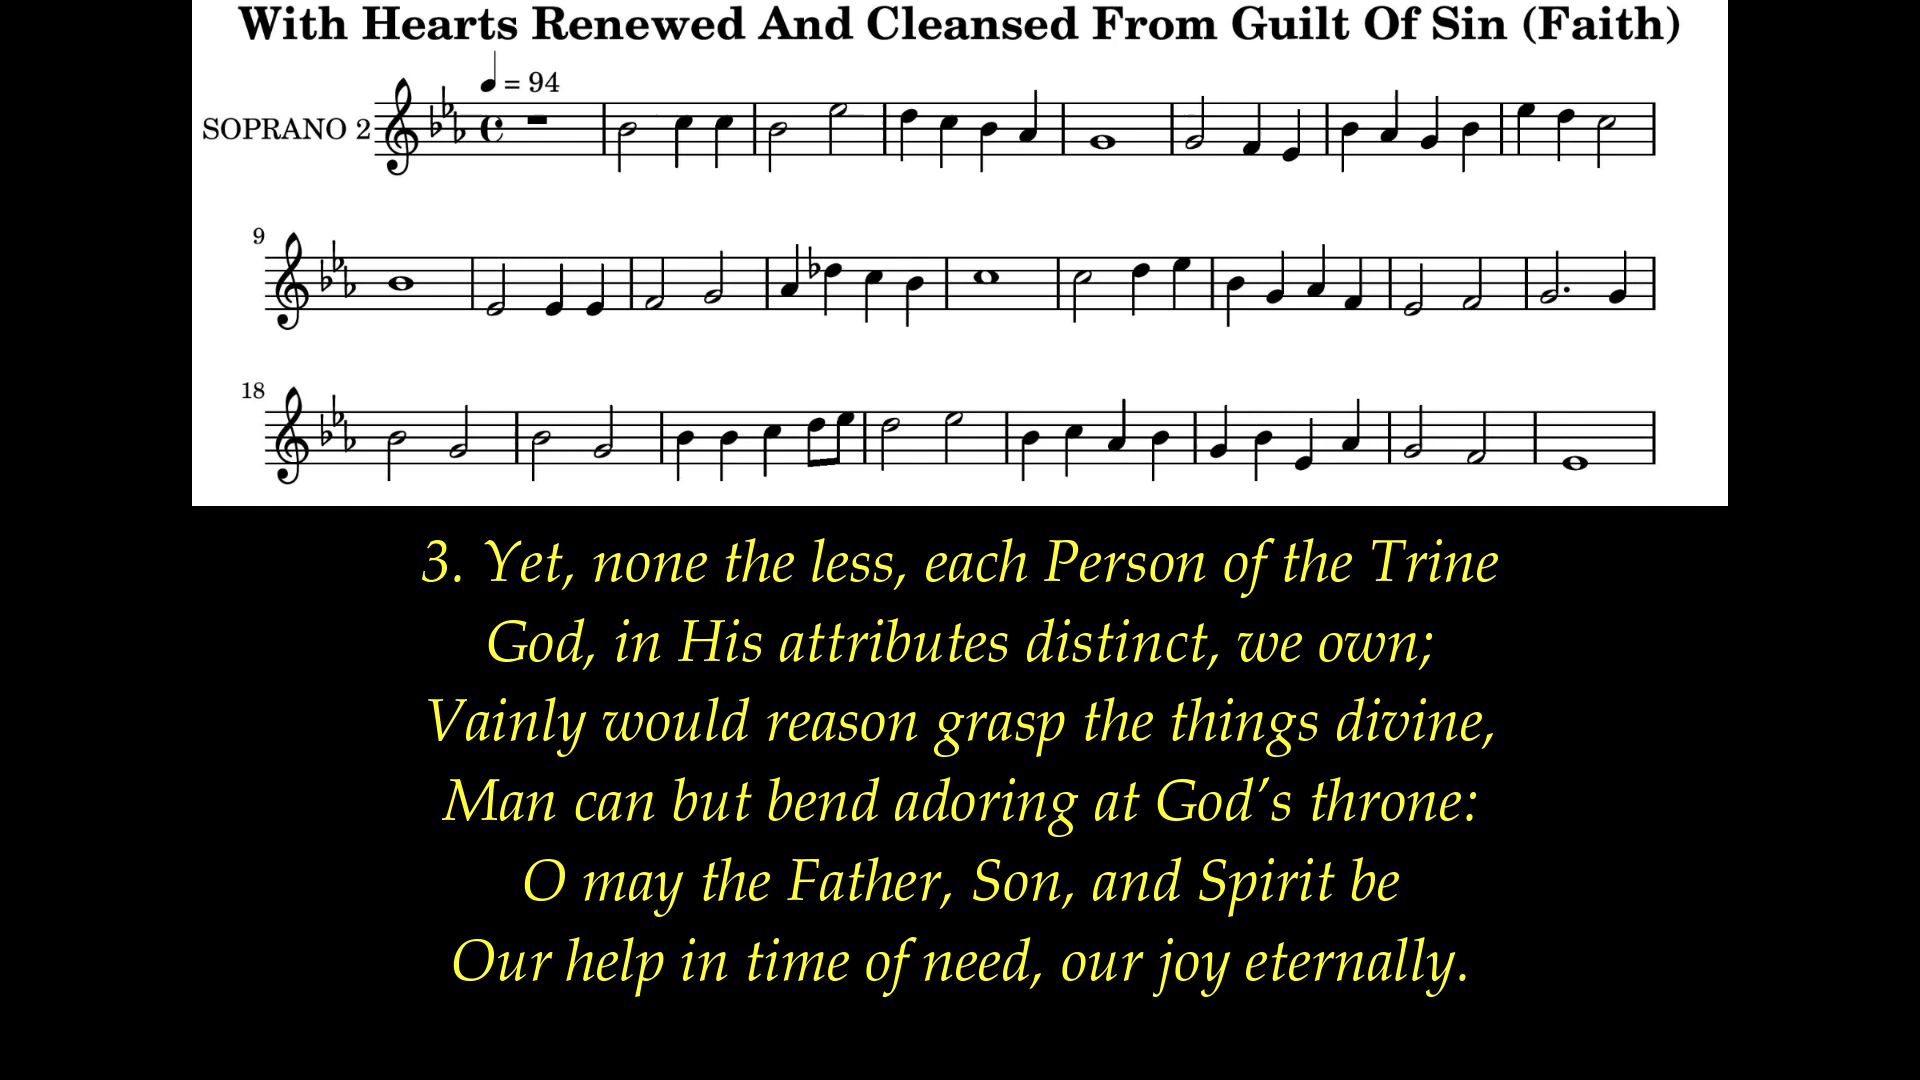 With Hearts Renewed And Cleansed From Guilt Of Sin (Faith)
= 94
SOPRANO 2
9
18
3. Yet, none the less, each Person of the Trine
God, in His attributes distinct, we own;
Vainly would reason grasp the things divine,
Man can but bend adoring at God’s throne:
O may the Father, Son, and Spirit be
Our help in time of need, our joy eternally.